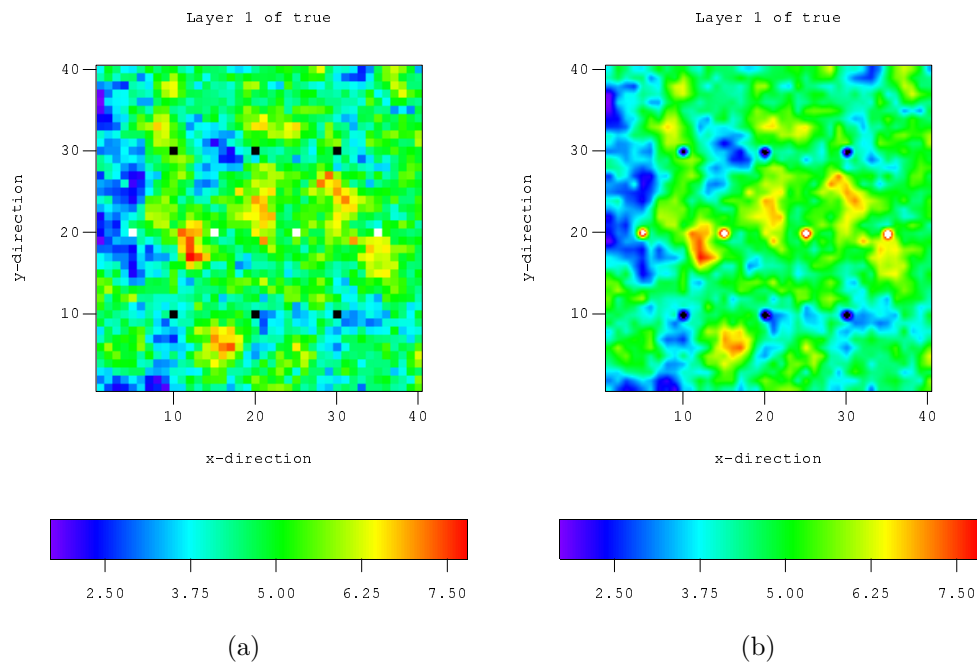 Layer 1 of true
40
30
20
10
y-direction
10 20 30 40
x-direction
2.50 3.75 5.00 6.25 7.50
(a)
Layer 1 of true
40
30
20
10
y-direction
10 20 30 40
x-direction
2.50 3.75 5.00 6.25 7.50
(b)